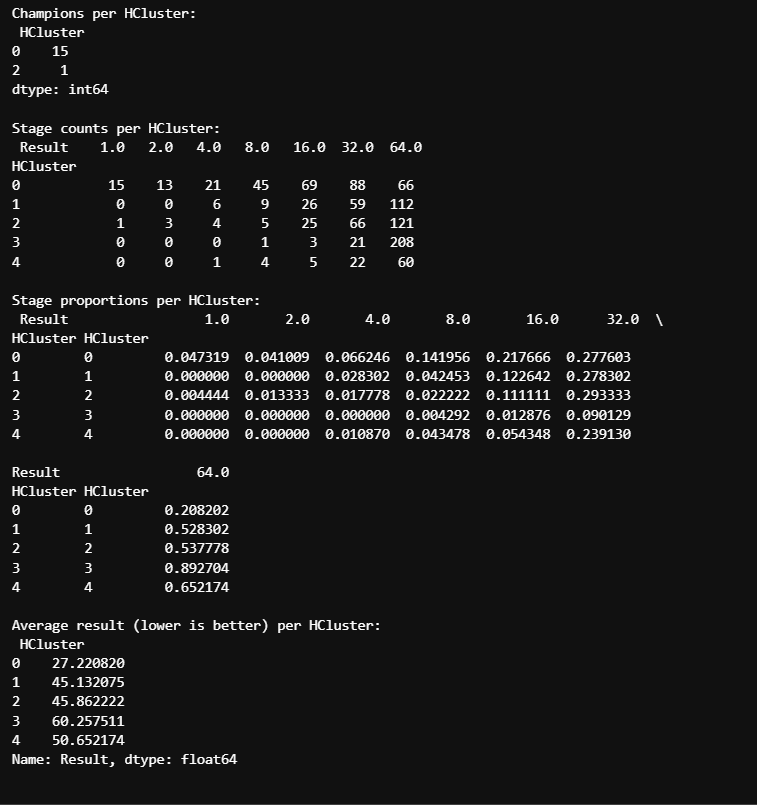 Champions per HCluster:
 HCluster
0    15
2     1
dtype: int64

Stage counts per HCluster:
 Result    1.0   2.0   4.0   8.0   16.0  32.0  64.0
HCluster
0           15    13    21    45    69    88    66
1            0     0     6     9    26    59   112
2            1     3     4     5    25    66   121
3            0     0     0     1     3    21   208
4            0     0     1     4     5    22    60

Stage proportions per HCluster:
 Result                 1.0       2.0       4.0       8.0       16.0      32.0  \
HCluster HCluster
0        0         0.047319  0.041009  0.066246  0.141956  0.217666  0.277603
1        1         0.000000  0.000000  0.028302  0.042453  0.122642  0.278302
2        2         0.004444  0.013333  0.017778  0.022222  0.111111  0.293333
3        3         0.000000  0.000000  0.000000  0.004292  0.012876  0.090129
4        4         0.000000  0.000000  0.010870  0.043478  0.054348  0.239130

Result                 64.0
HCluster HCluster
0        0         0.208202
1        1         0.528302
2        2         0.537778
3        3         0.892704
4        4         0.652174

Average result (lower is better) per HCluster:
 HCluster
0    27.220820
1    45.132075
2    45.862222
3    60.257511
4    50.652174
Name: Result, dtype: float64